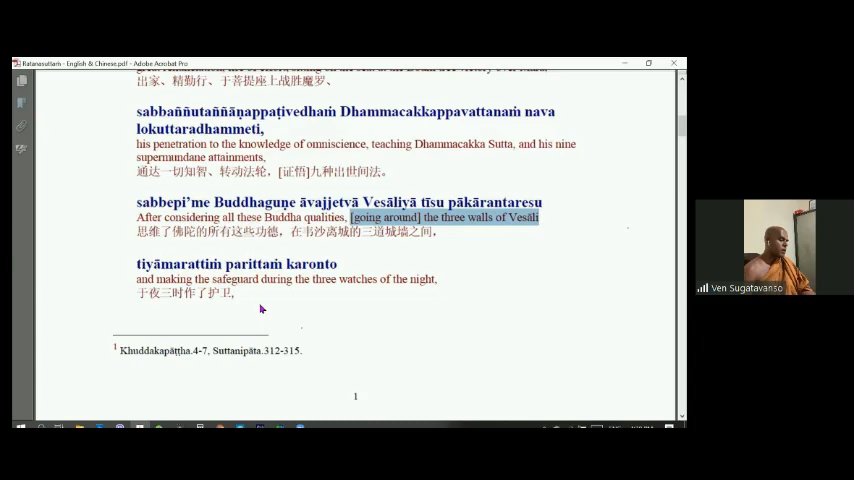 Ratanasuttaṁ - English & Chinese.pdf - Adobe Acrobat Pro
出家、精勤行、于菩提座上战胜魔罗、
sabbaññutaññāṇappaṭivedhaṁ Dhammacakkappavattanaṁ nava
lokuttaradhammeti,
his penetration to the knowledge of omniscience, teaching Dhammacakka Sutta, and his nine
supermundane attainments,
通达一切知智、转动法轮，[证悟]九种出世间法。
sabbepi’me Buddhaguṇe āvajjetvā Vesāliyā tīsu pākārantaresu
After considering all these Buddha qualities, [going around] the three walls of Vesāli
思维了佛陀的所有这些功德，在韦沙离城的三道城墙之间，
tiyāmarattiṁ parittaṁ karonto
and making the safeguard during the three watches of the night,
于夜三时作了护卫，
1 Khuddakapāṭṭha.4-7, Suttanipāta.312-315.
1
Ven Sugatavanso